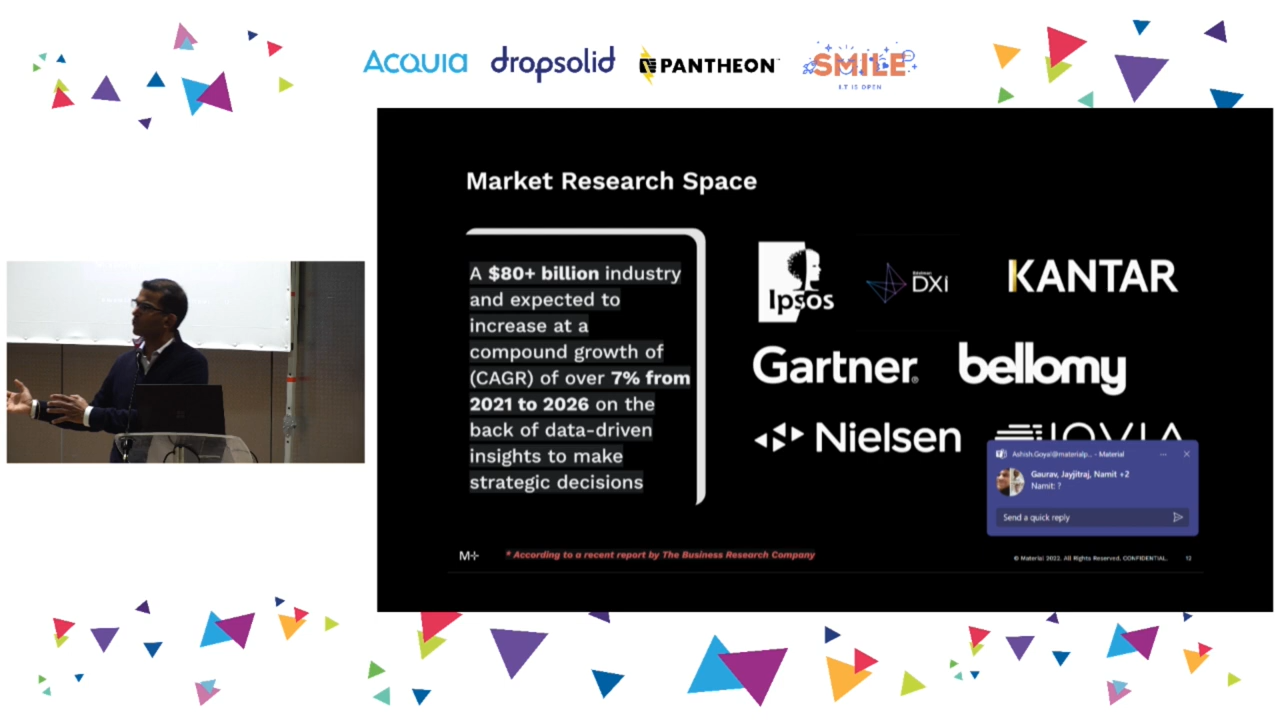 ACQUIA dropsolid PANTHEON SMILE
I.T IS OPEN
Market Research Space
A $80+ billion industry
and expected to
increase at a
compound growth of
(CAGR) of over 7% from
2021 to 2026 on the
back of data-driven
insights to make
strategic decisions
Ipsos
DXi
KANTAR
Gartner®
bellomy
Nielsen
Ashish.Goyal@materialp... - Material
Gaurav, Jayjitraj, Namit +2
Namit: ?
Send a quick reply
M+
* According to a recent report by The Business Research Company
© Material 2022. All Rights Reserved. CONFIDENTIAL. 12